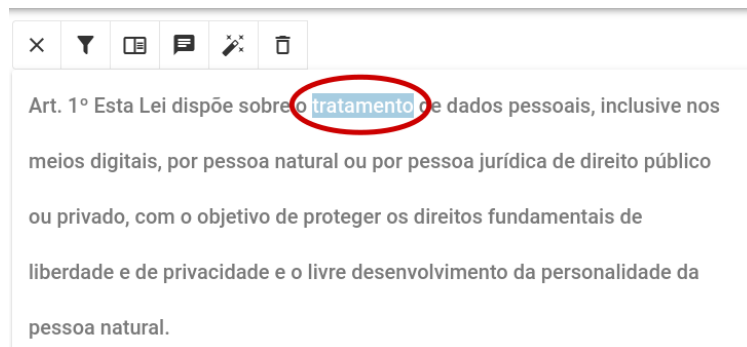 Art. 1º Esta Lei dispõe sobre o tratamento de dados pessoais, inclusive nos
meios digitais, por pessoa natural ou por pessoa jurídica de direito público
ou privado, com o objetivo de proteger os direitos fundamentais de
liberdade e de privacidade e o livre desenvolvimento da personalidade da
pessoa natural.